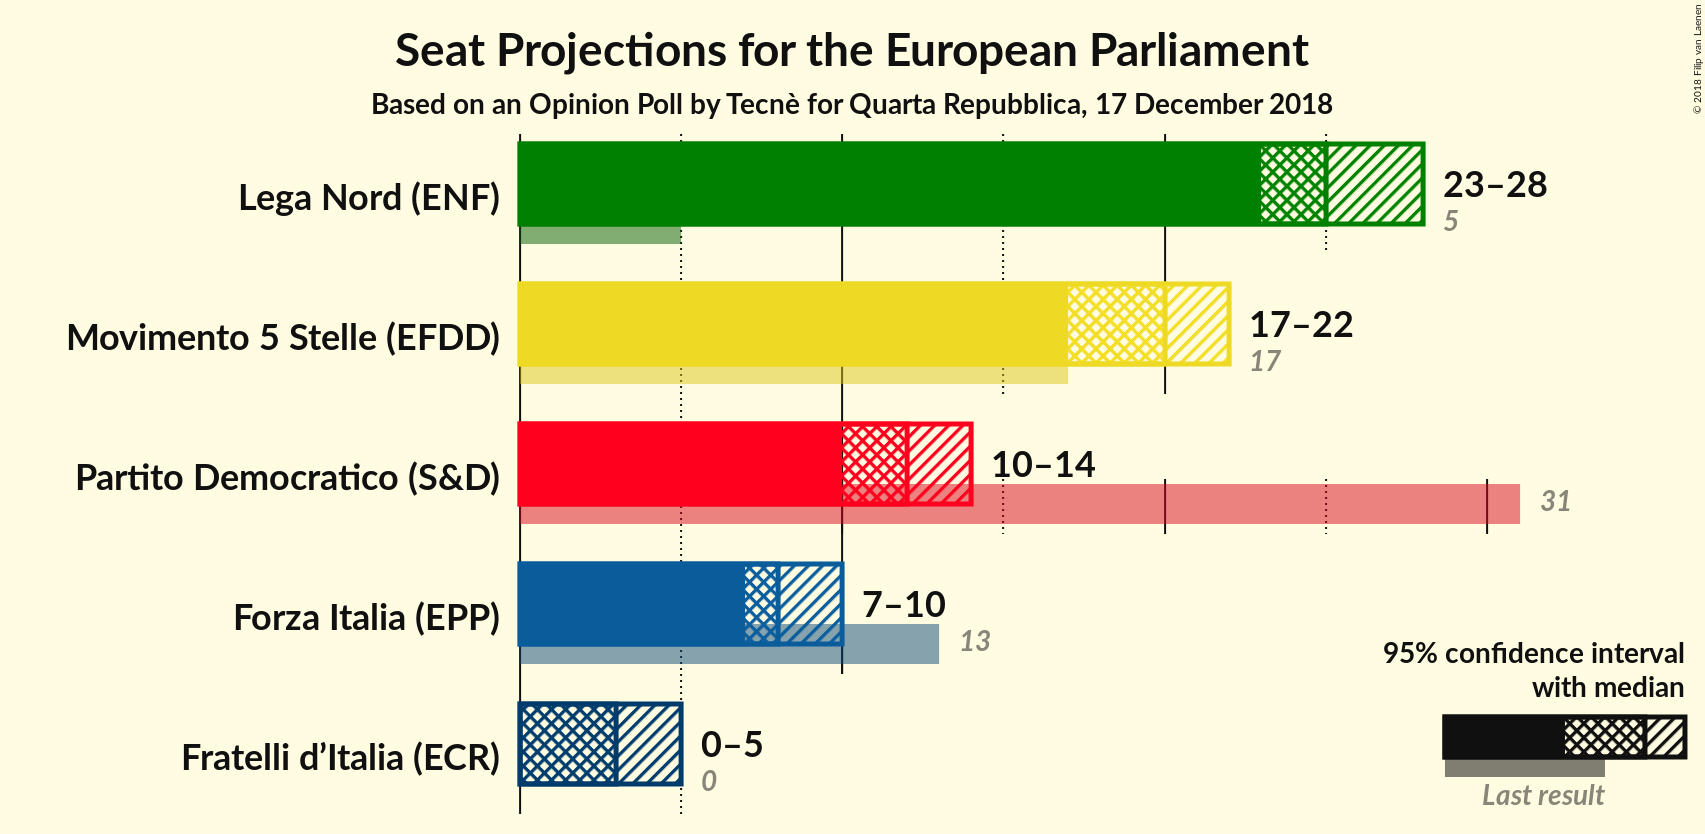 Seat Projections for the European Parliament
Based on an Opinion Poll by Tecnè for Quarta Repubblica, 17 December 2018
© 2018 Filip van Laenen
Lega Nord (ENF)
23–28
5
Movimento 5 Stelle (EFDD)
17–22
17
Partito Democratico (S&D)
10–14
31
Forza Italia (EPP)
7–10
13
Fratelli d’Italia (ECR)
0–5
0
95% confidence interval
with median
Last result